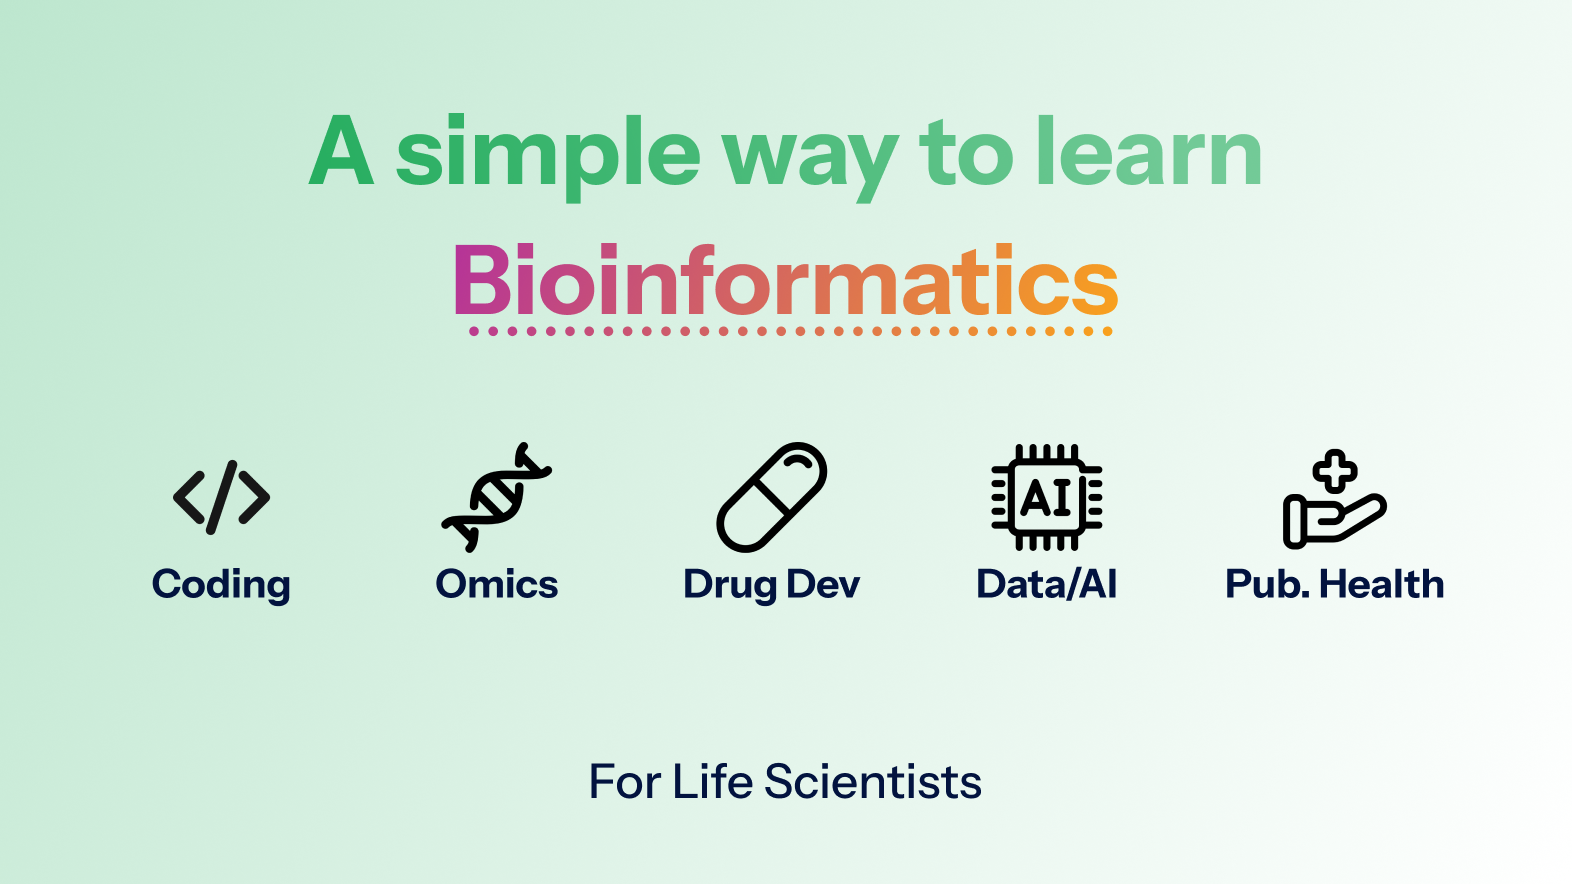 A simple way to learn
Bioinformatics
AI
Coding
Omics
Drug Dev
Data/AI
Pub. Health
For Life Scientists